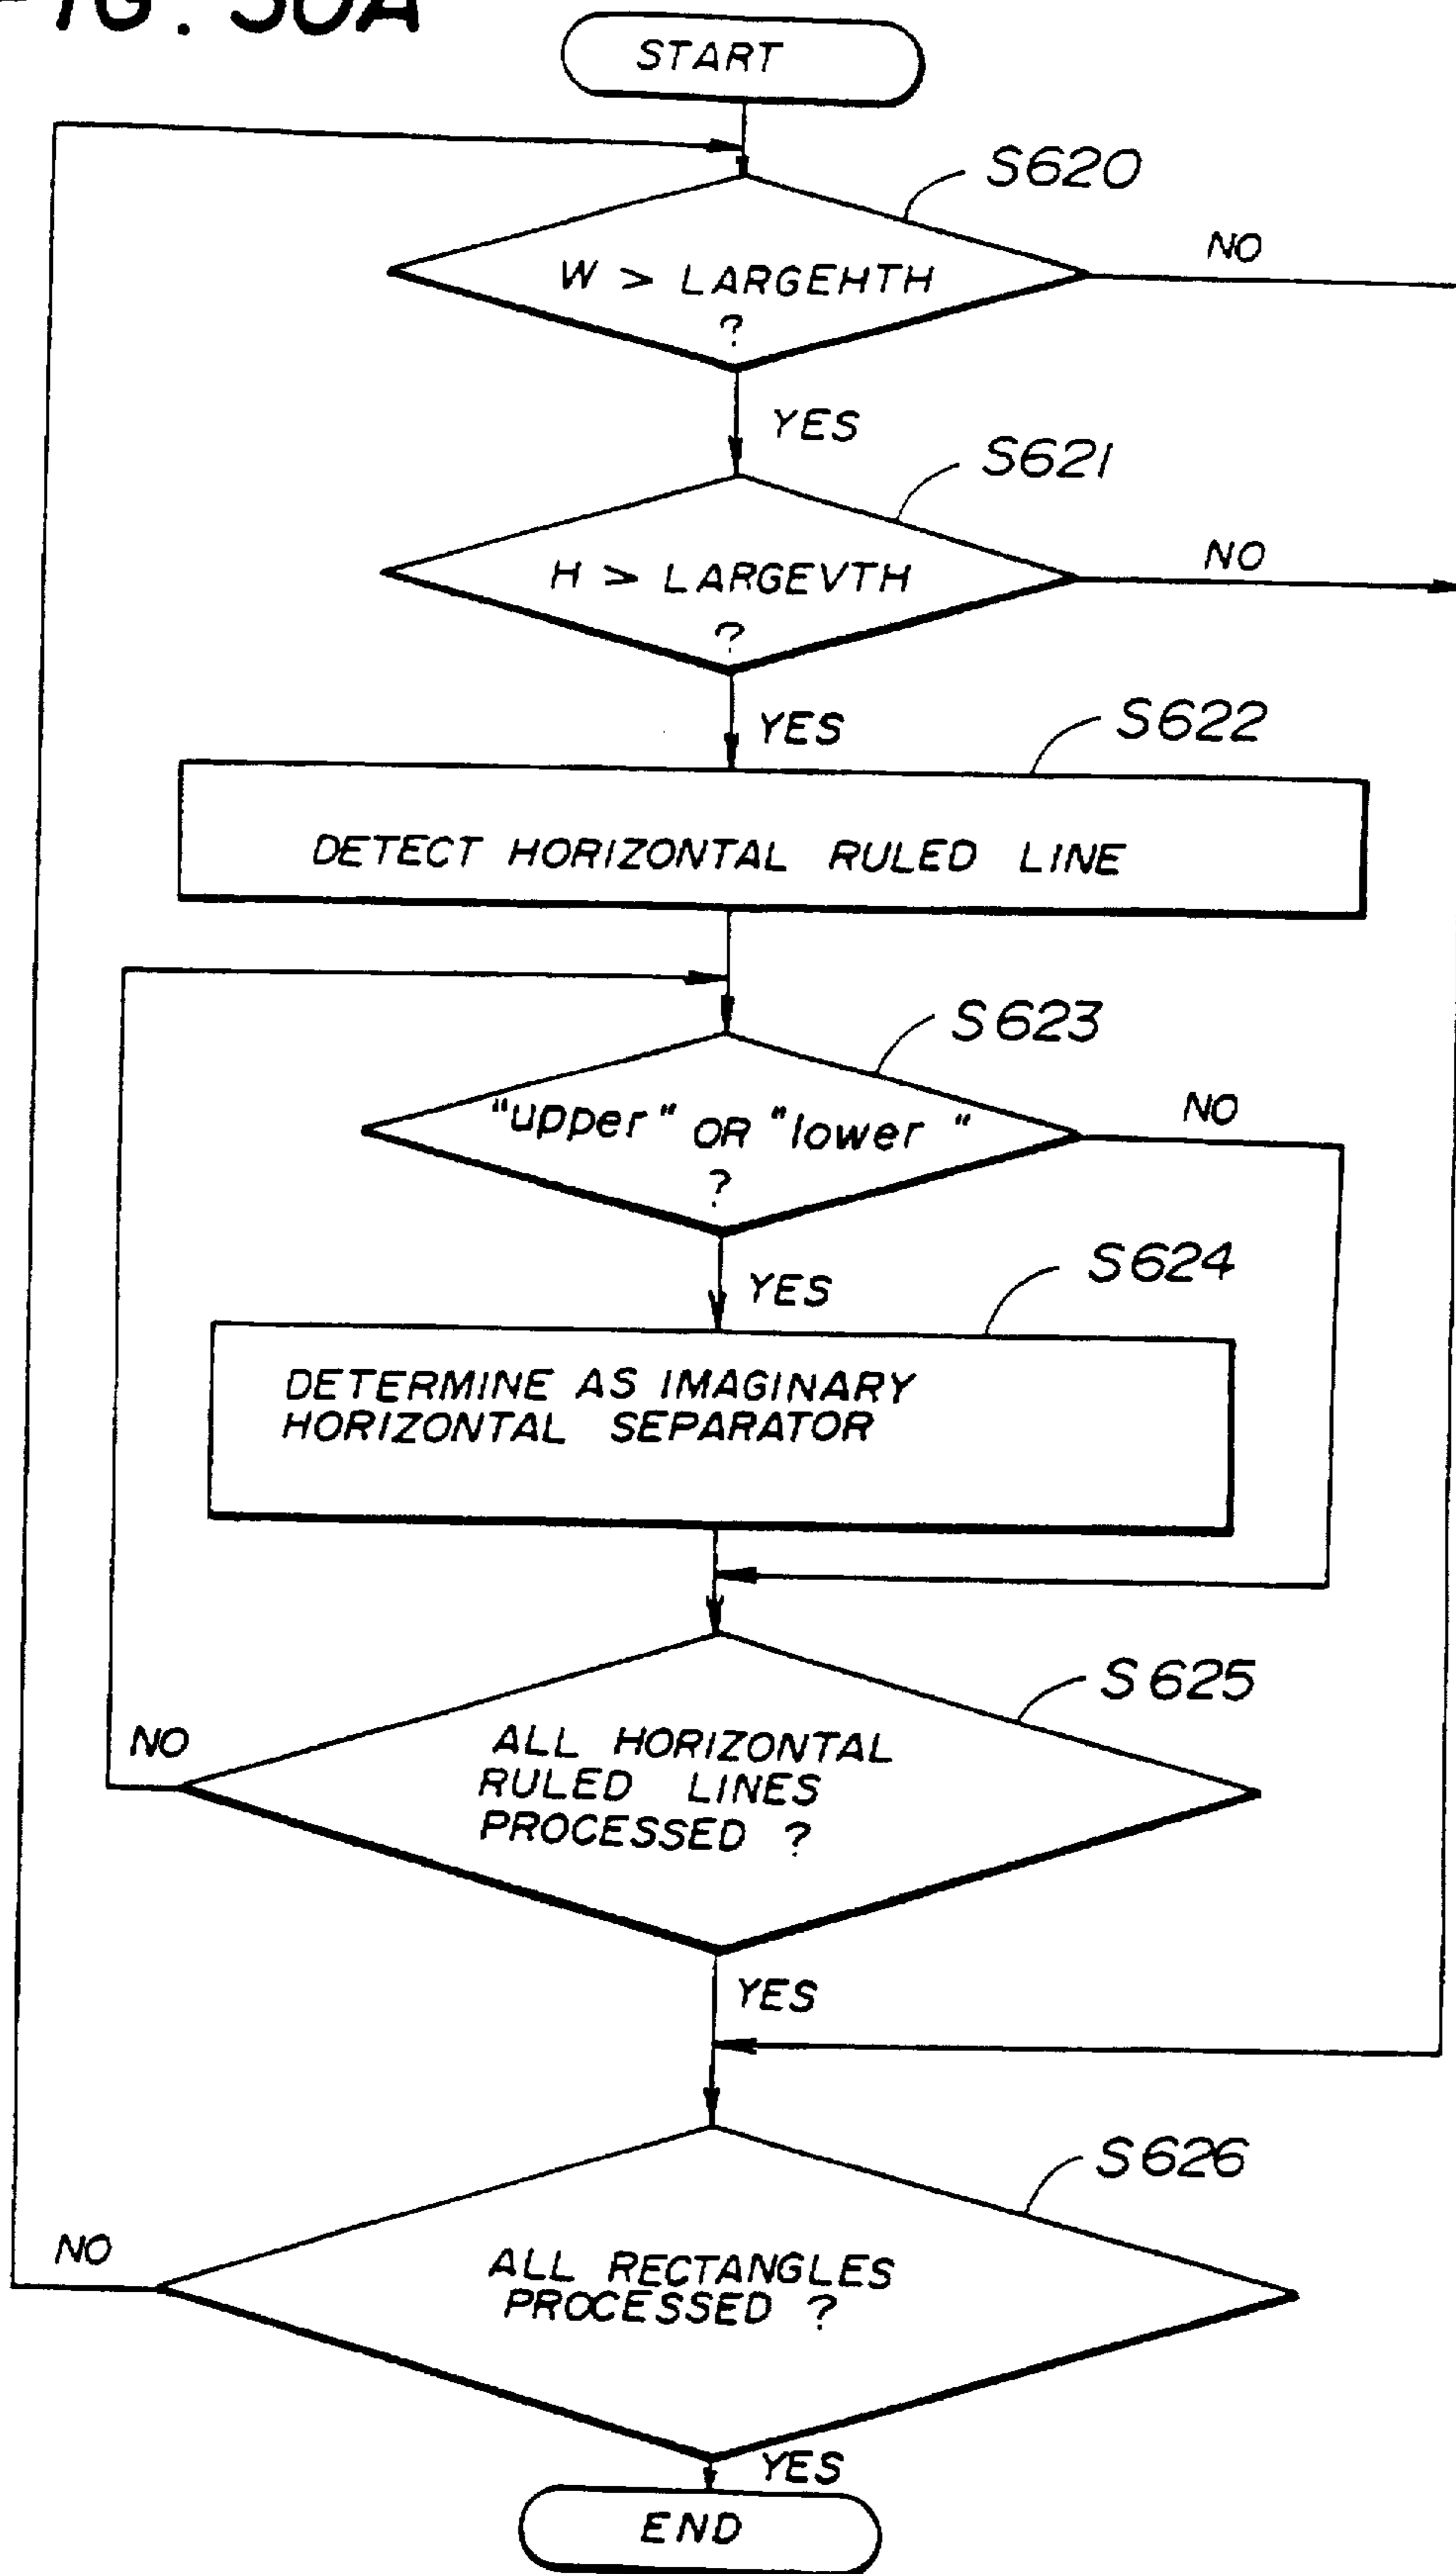 FIG. 30A
START
S620
W > LARGEHTH
?
NO
YES
S621
H > LARGEVTH
?
NO
YES
S622
DETECT HORIZONTAL RULED LINE
S623
"upper" OR "lower"
?
NO
YES
S624
DETERMINE AS IMAGINARY
HORIZONTAL SEPARATOR
S625
NO
ALL HORIZONTAL
RULED LINES
PROCESSED ?
YES
S626
NO
ALL RECTANGLES
PROCESSED ?
YES
END